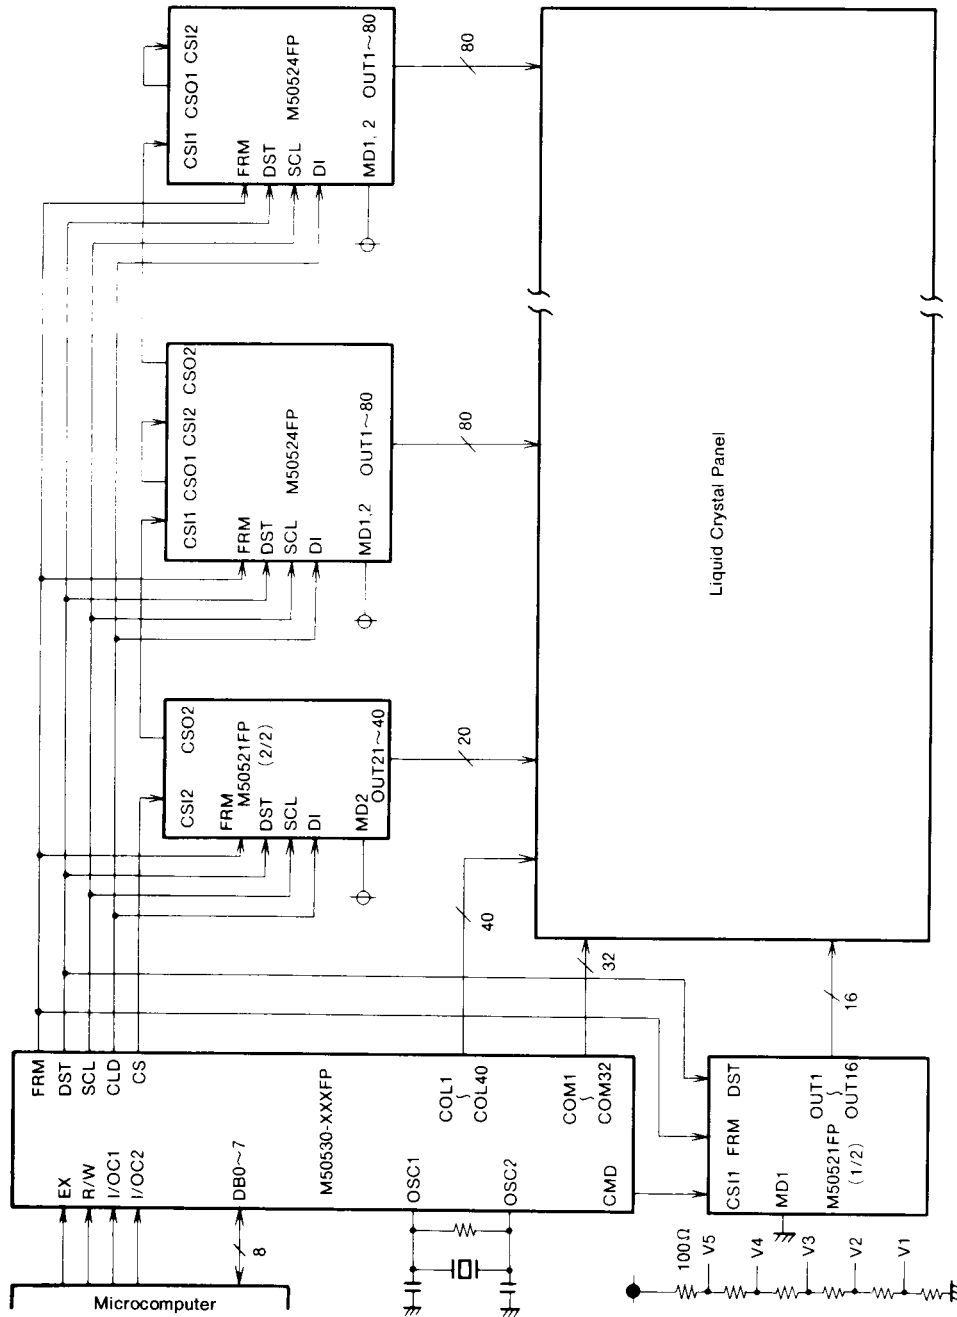 CSI1 CSO1 CSI2
M50524FP
FRM
DST
SCL
DI
MD1, 2 OUT1~80
80
CSI1 CSO1 CSI2 CSO2
M50524FP
FRM
DST
SCL
DI
MD1,2 OUT1~80
80
CSI2 CSO2
M50521FP
(2/2)
FRM
DST
SCL
DI
MD2
OUT21~40
20
Liquid Crystal Panel
40
32
16
FRM
DST
SCL
CLD
CS
EX
R/W
I/OC1
I/OC2
DB0~7
8
M50530-XXXFP
COL1
~
COL40
COM1
~
COM32
OSC1
OSC2
CMD
CSI1 FRM DST
MD1
M50521FP
(1/2)
OUT1
~
OUT16
Microcomputer
100Ω
V5
V4
V3
V2
V1